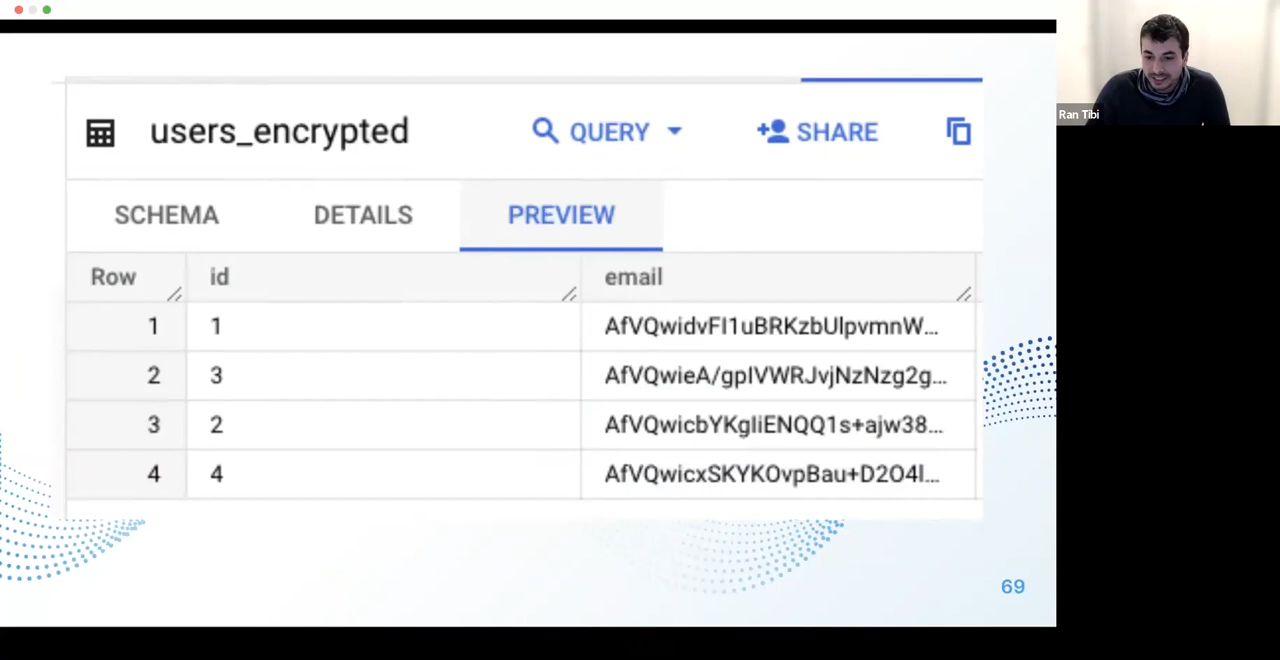 users_encrypted QUERY SHARE
SCHEMA DETAILS PREVIEW
Row id email
1 1 AfVQwidvFI1uBRKzbUlpvmnW...
2 3 AfVQwieA/gpIVWRJvjNzNzg2g...
3 2 AfVQwicbYKgIiENQQ1s+ajw38...
4 4 AfVQwicxSKYKOvpBau+D2O4l...
69
Ran Tibi